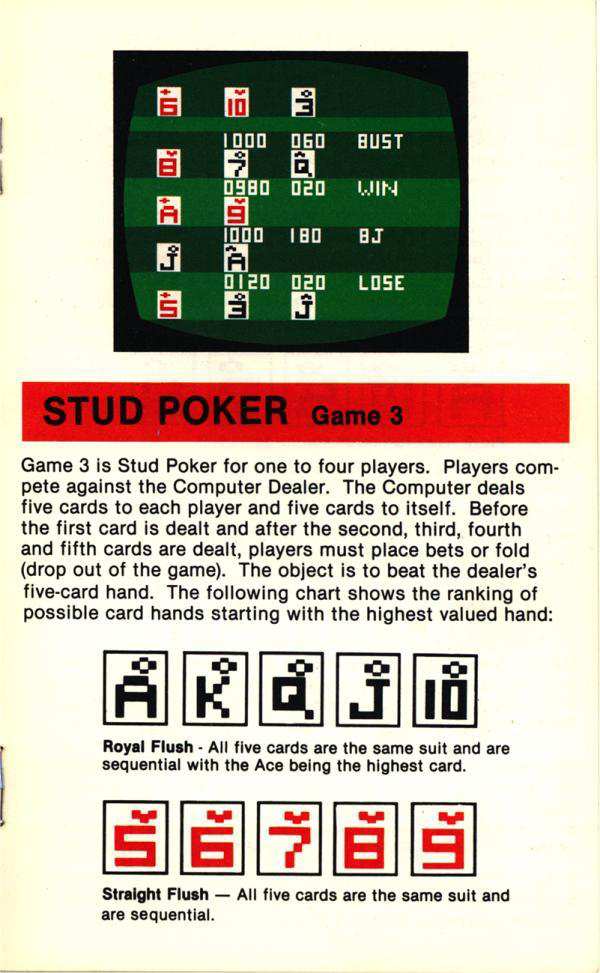 6 10 3
1000 060 BUST
8 7 Q
0980 020 WIN
A 9
1000 180 BJ
J A
0120 020 LOSE
5 3 J
STUD POKER Game 3
Game 3 is Stud Poker for one to four players. Players com-
pete against the Computer Dealer. The Computer deals
five cards to each player and five cards to itself. Before
the first card is dealt and after the second, third, fourth
and fifth cards are dealt, players must place bets or fold
(drop out of the game). The object is to beat the dealer's
five-card hand. The following chart shows the ranking of
possible card hands starting with the highest valued hand:
A K Q J 10
Royal Flush - All five cards are the same suit and are
sequential with the Ace being the highest card.
5 6 7 8 9
Straight Flush — All five cards are the same suit and
are sequential.